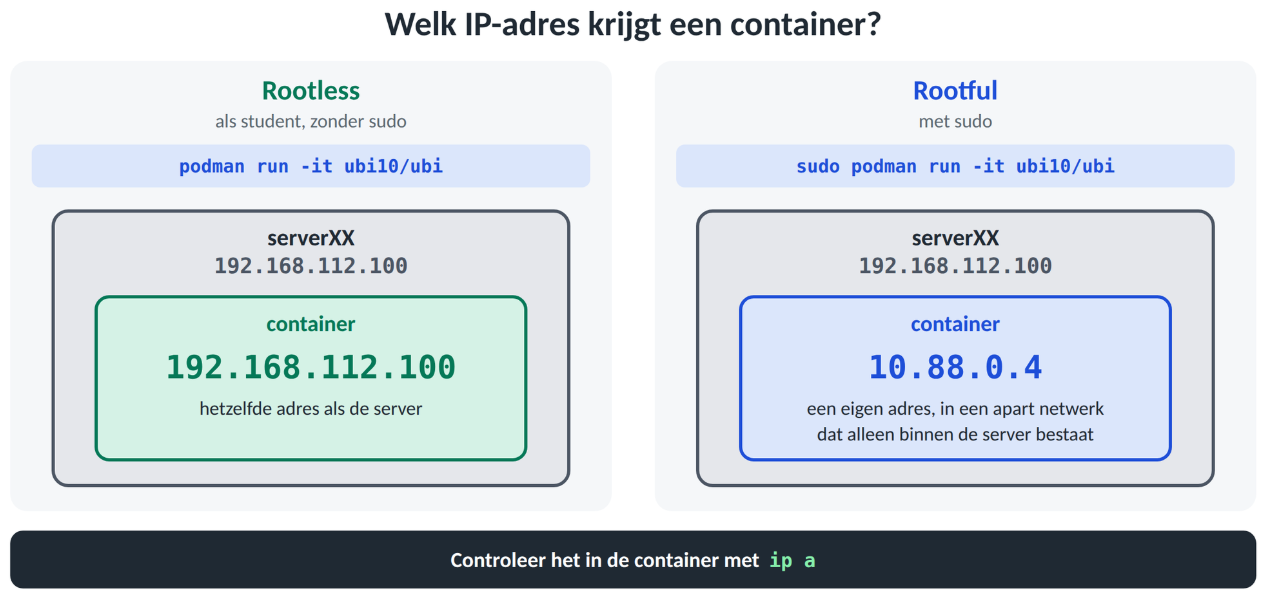 Welk IP-adres krijgt een container?
Rootless
als student, zonder sudo
podman run -it ubi10/ubi
serverXX
192.168.112.100
container
192.168.112.100
hetzelfde adres als de server
Rootful
met sudo
sudo podman run -it ubi10/ubi
serverXX
192.168.112.100
container
10.88.0.4
een eigen adres, in een apart netwerk
dat alleen binnen de server bestaat
Controleer het in de container met ip a